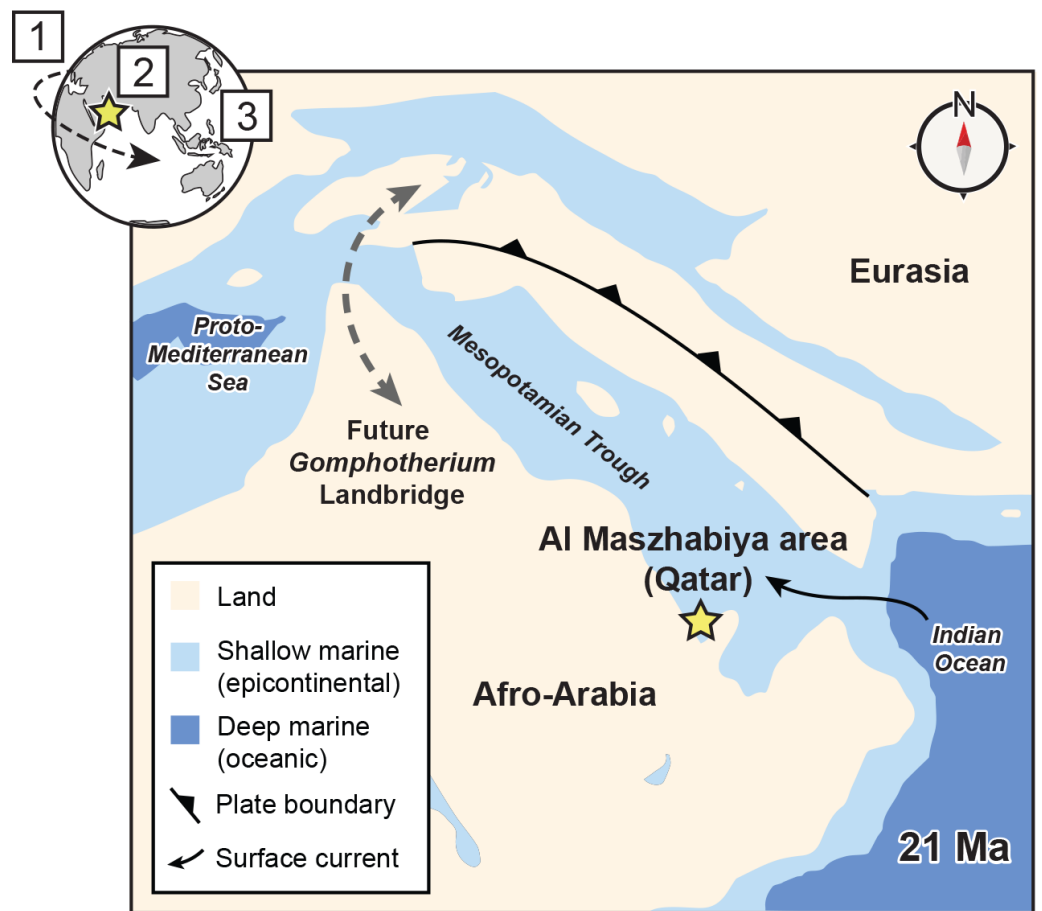 1
2
3
N
Eurasia
Proto-
Mediterranean
Sea
Mesopotamian Trough
Future
Gomphotherium
Landbridge
Al Maszhabiya area
(Qatar)
Indian
Ocean
Afro-Arabia
Land
Shallow marine
(epicontinental)
Deep marine
(oceanic)
Plate boundary
Surface current
21 Ma